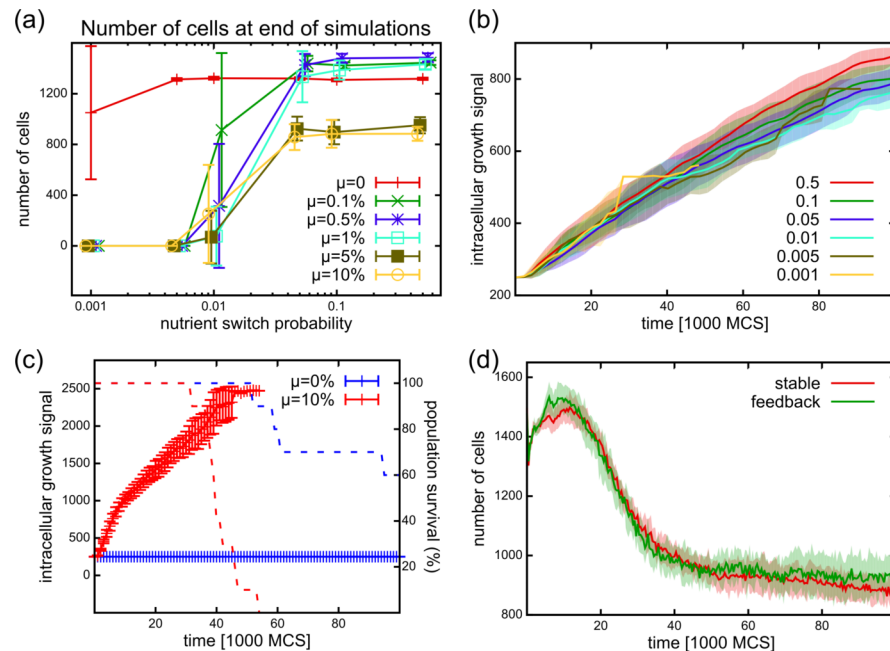 (a)
Number of cells at end of simulations
number of cells
1200
800
400
0
μ=0
μ=0.1%
μ=0.5%
μ=1%
μ=5%
μ=10%
0.001
0.01
0.1
nutrient switch probability
(b)
intracellular growth signal
800
600
400
200
0.5
0.1
0.05
0.01
0.005
0.001
20
40
60
80
time [1000 MCS]
(c)
intracellular growth signal
2500
2000
1500
1000
500
0
μ=0%
μ=10%
100
80
60
40
20
population survival (%)
20
40
60
80
time [1000 MCS]
(d)
number of cells
1600
1400
1200
1000
800
stable
feedback
20
40
60
80
time [1000 MCS]